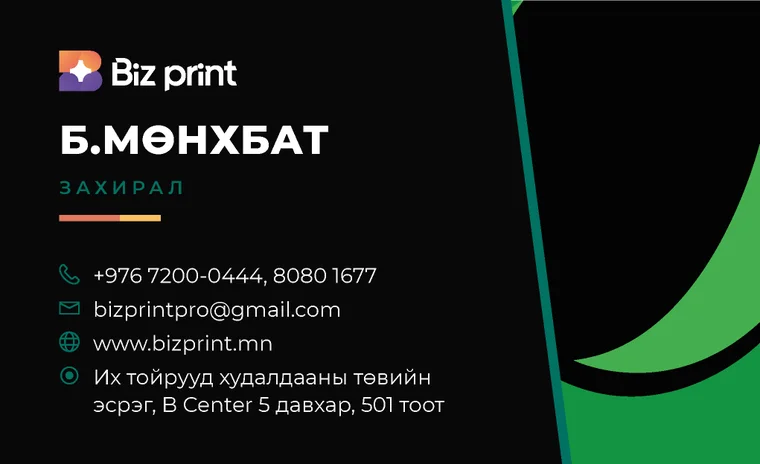 Biz print
Б.МӨНХБАТ
ЗАХИРАЛ
+976 7200-0444, 8080 1677
bizprintpro@gmail.com
www.bizprint.mn
Их тойрууд худалдааны төвийн
эсрэг, B Center 5 давхар, 501 тоот